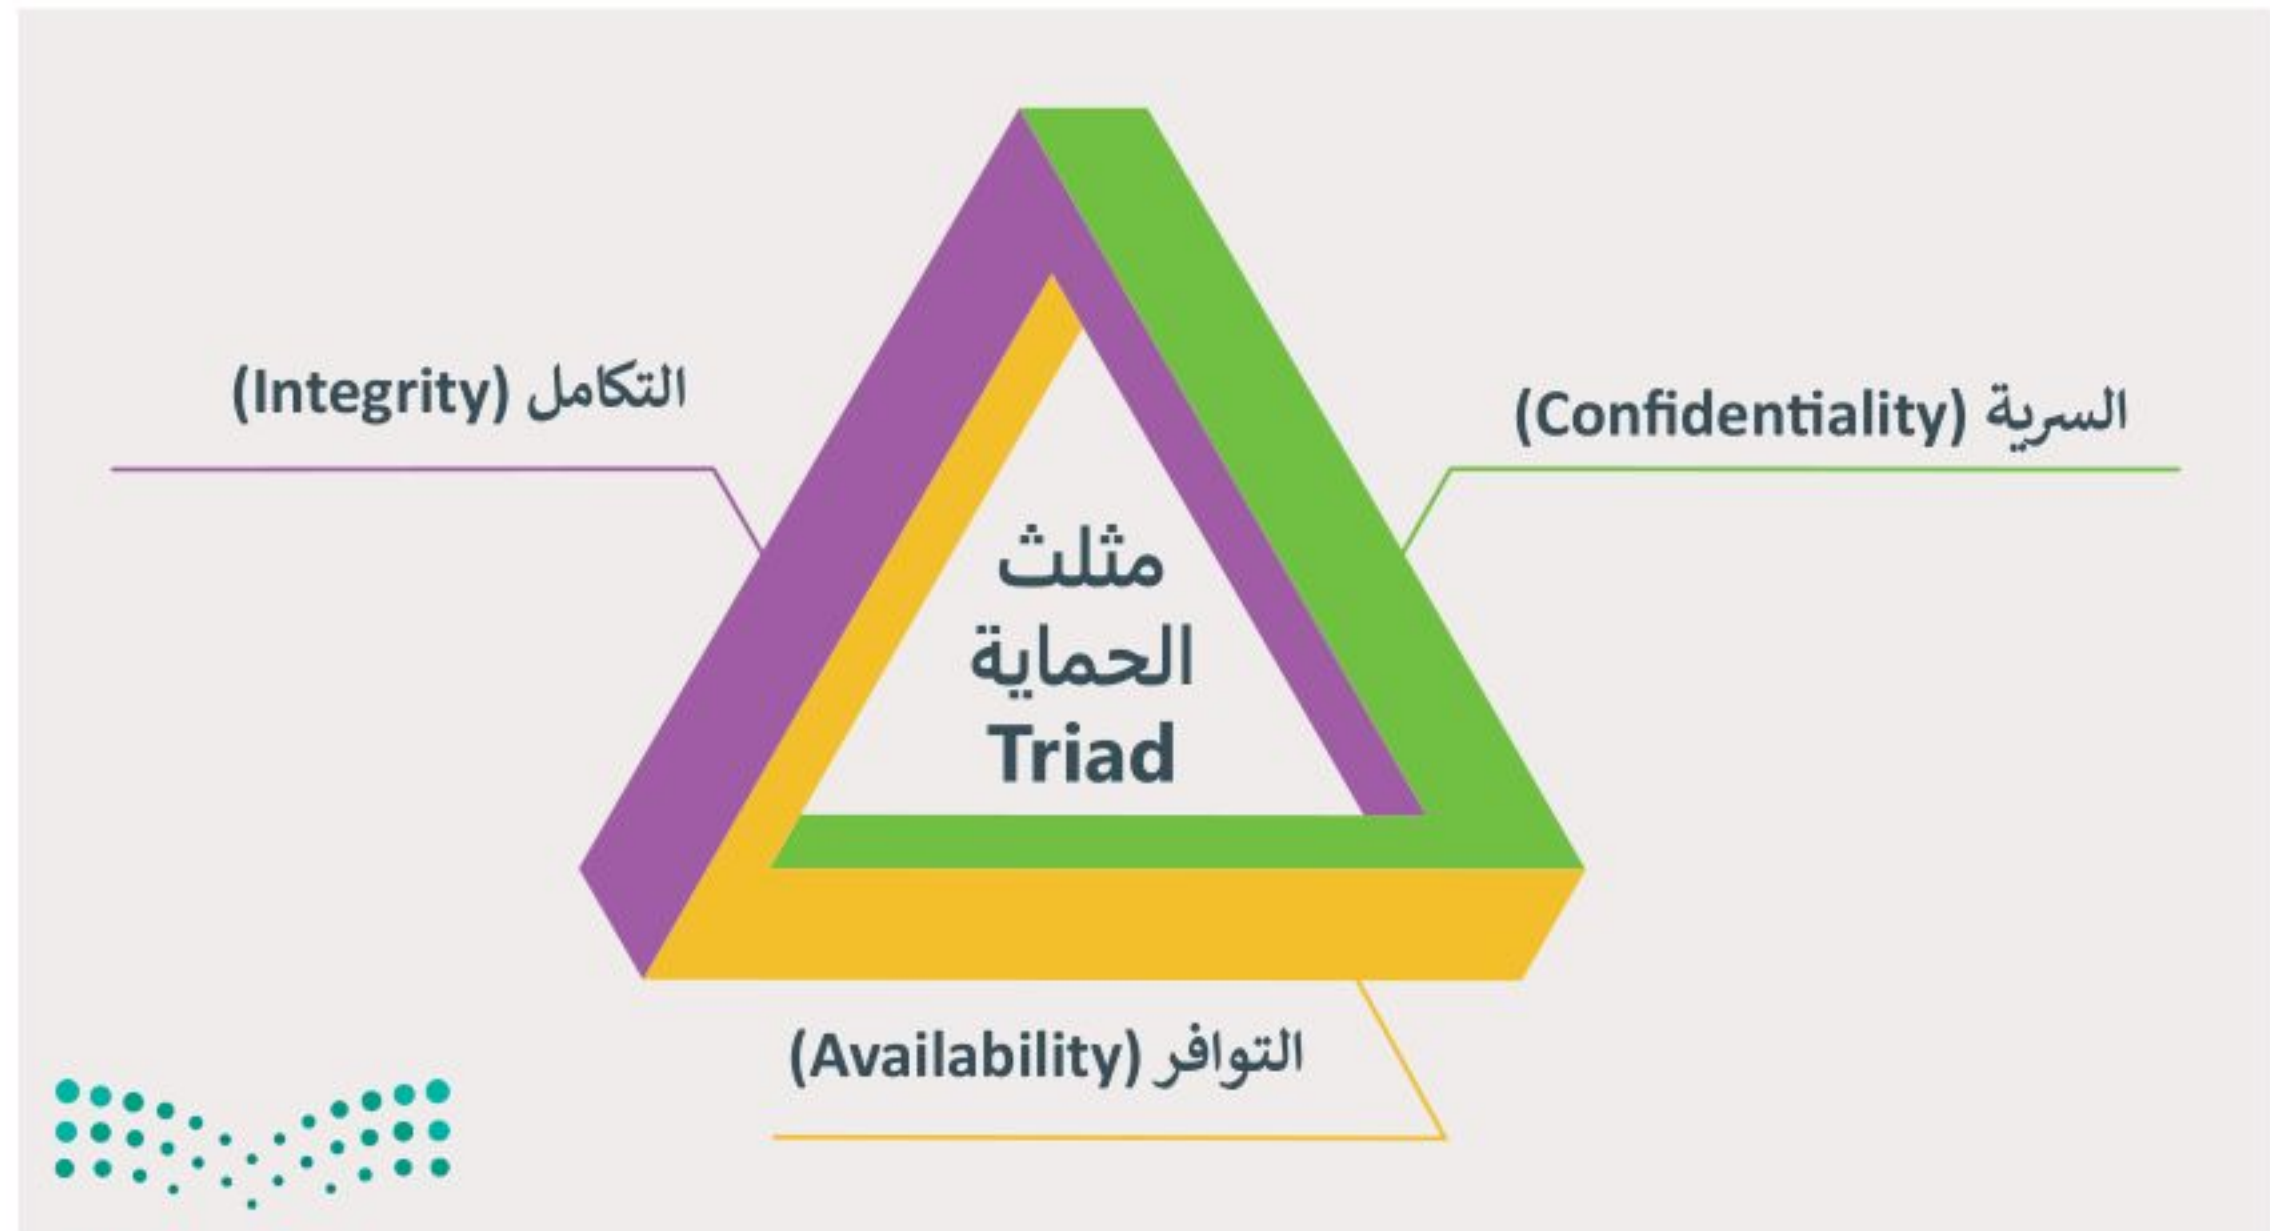 السرية (Confidentiality)
التكامل (Integrity)
مثلث
الحماية
Triad
التوافر (Availability)